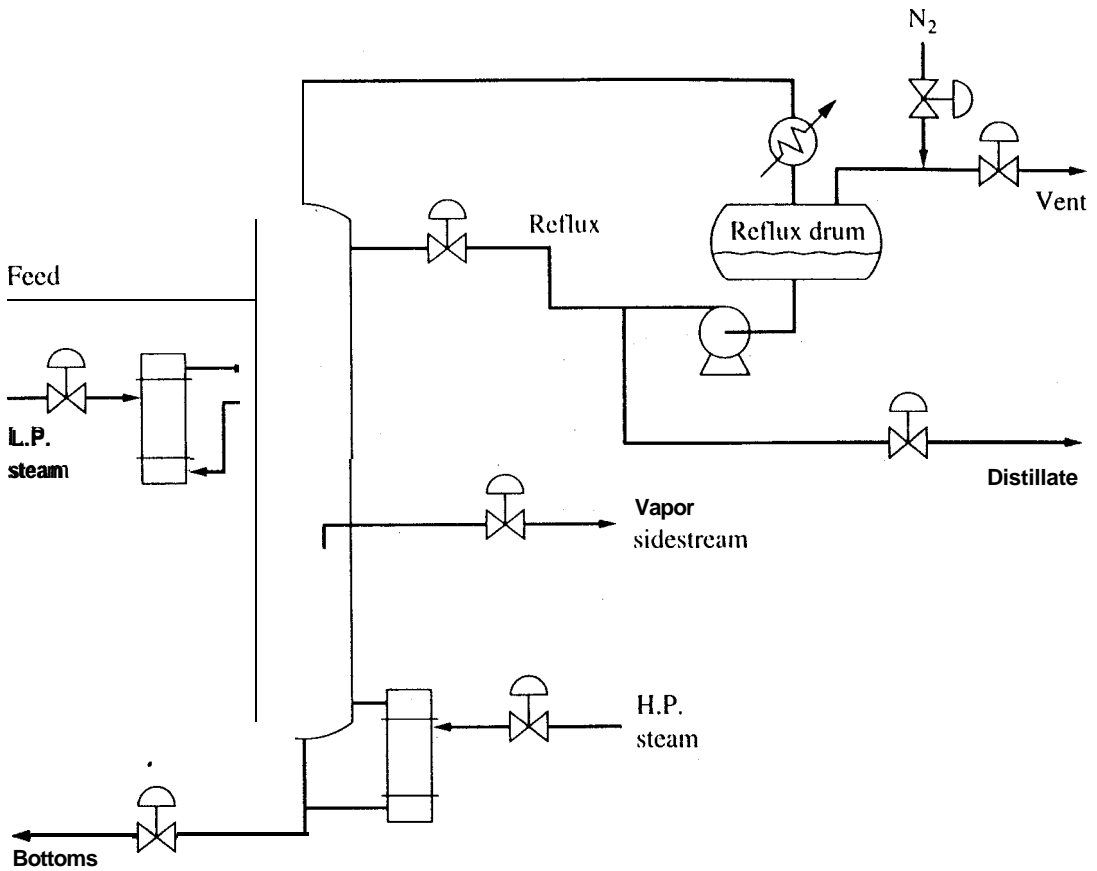 N₂
Vent
Reflux
Reflux drum
Feed
L.P.
steam
Distillate
Vapor
sidestream
H.P.
steam
Bottoms